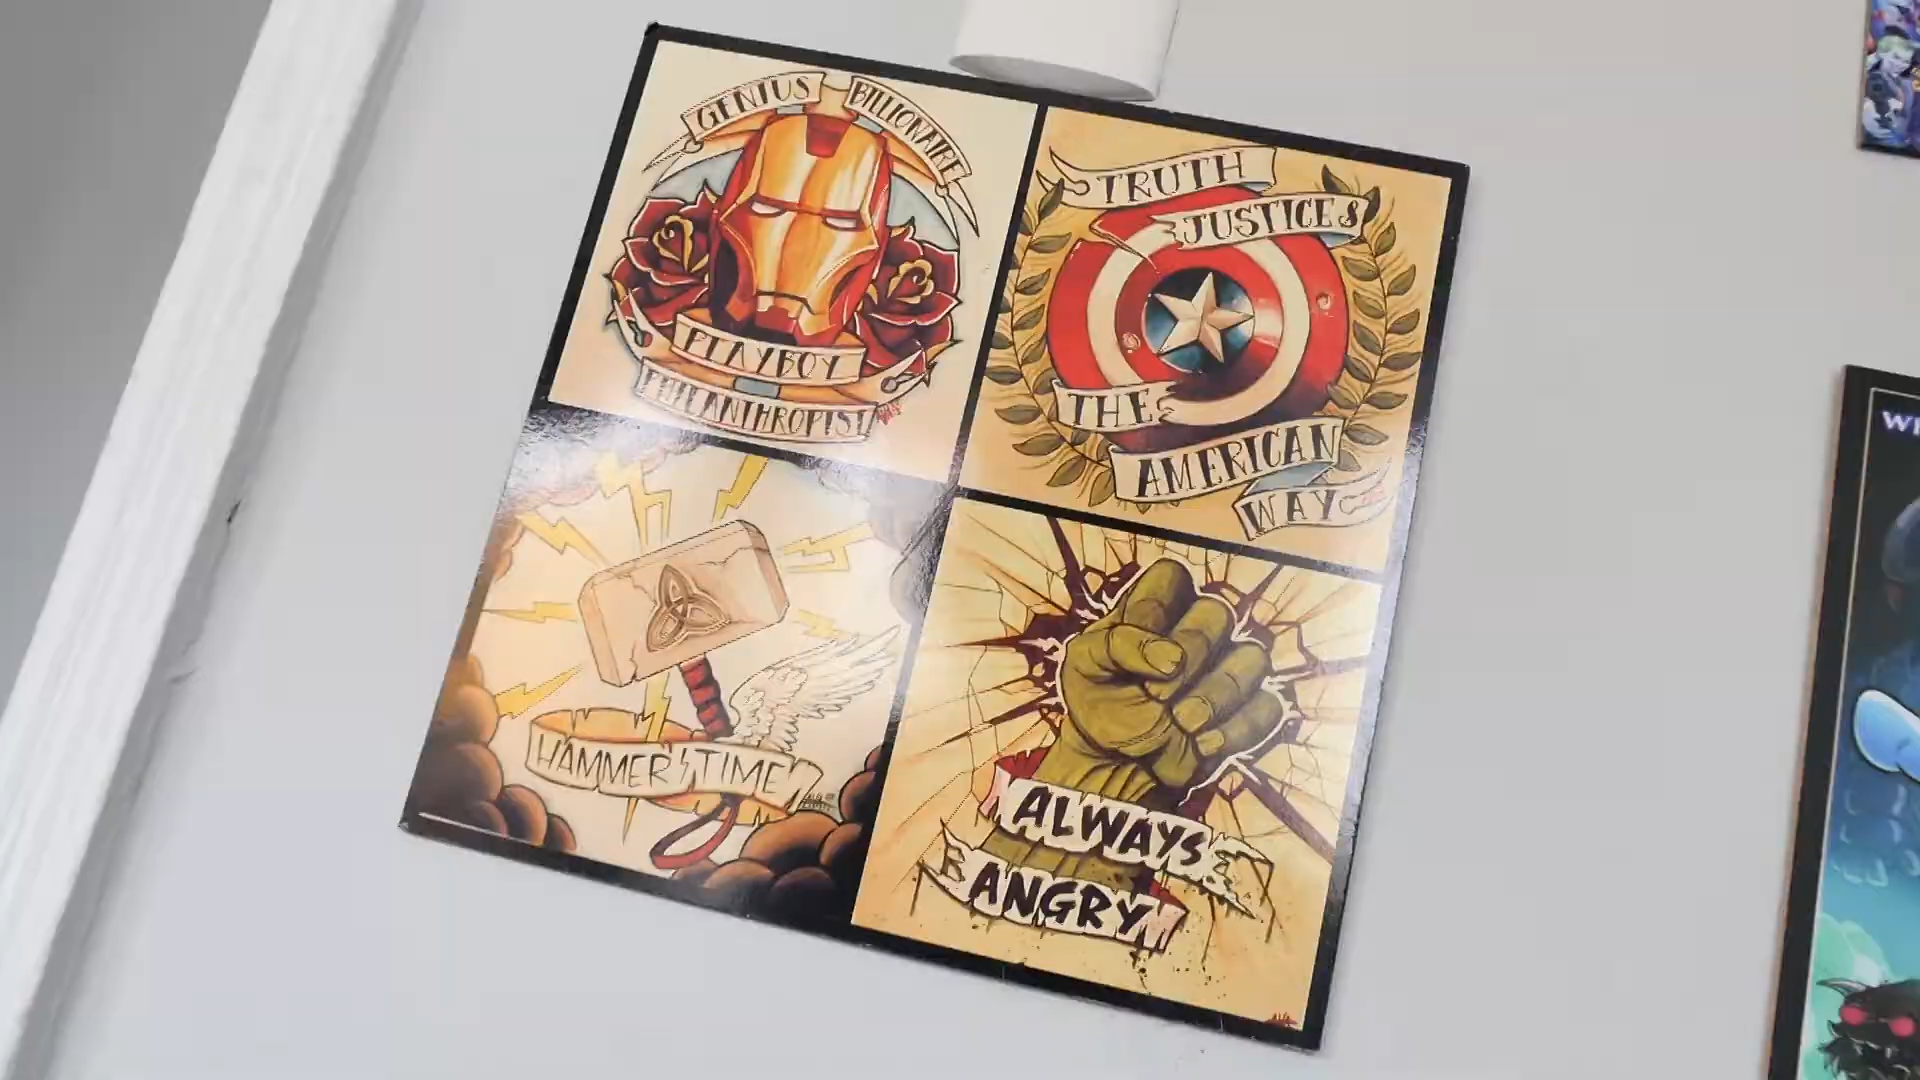 GENIUS BILLIONAIRE
PLAYBOY
PHILANTHROPIST
TRUTH
JUSTICE &
THE
AMERICAN
WAY
HAMMER TIME
ALWAYS
ANGRY